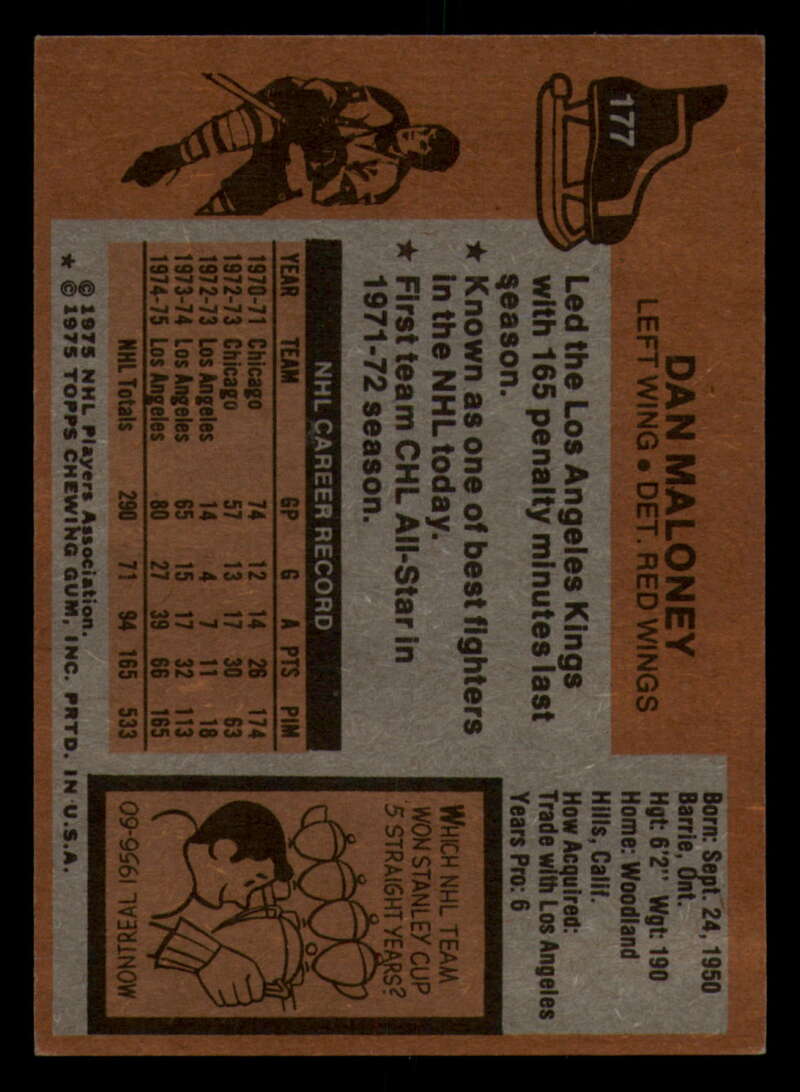 177
DAN MALONEY
LEFT WING • DET. RED WINGS
Led the Los Angeles Kings
with 165 penalty minutes last
season.
★ Known as one of best fighters
in the NHL today.
★ First team CHL All-Star in
1971-72 season.
Born: Sept. 24, 1950
Barrie, Ont.
Hgt: 6'2" Wgt: 190
Home: Woodland
Hills, Calif.
How Acquired:
Trade with Los Angeles
Years Pro: 6
NHL CAREER RECORD
YEAR TEAM GP G A PTS PIM
1970-71 Chicago 74 12 14 26 174
1972-73 Chicago 57 13 17 30 63
1972-73 Los Angeles 14 4 7 11 18
1973-74 Los Angeles 65 15 17 32 113
1974-75 Los Angeles 80 27 39 66 165
NHL Totals 290 71 94 165 533
WHICH NHL TEAM
WON STANLEY CUP
5 STRAIGHT YEARS?
MONTREAL 1956-60
© 1975 NHL Players Association.
★ © 1975 TOPPS CHEWING GUM, INC. PRTD. IN U.S.A.